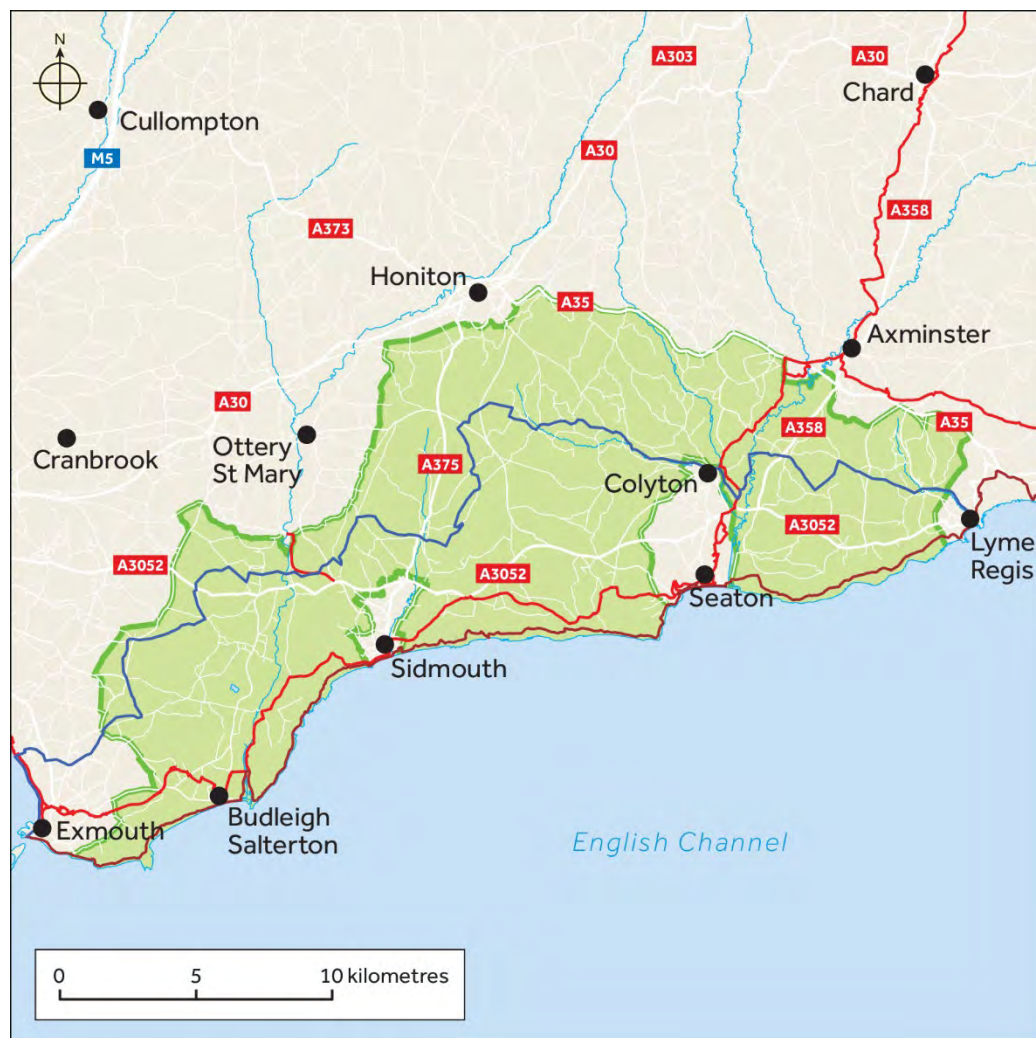 N
A303
A30
Chard
Cullompton
M5
A30
A358
A373
Honiton
A35
Axminster
A30
Ottery
St Mary
Cranbrook
A358
A35
A375
Colyton
A3052
Lyme
Regis
A3052
A3052
Seaton
Sidmouth
Exmouth
Budleigh
Salterton
English Channel
0 5 10 kilometres